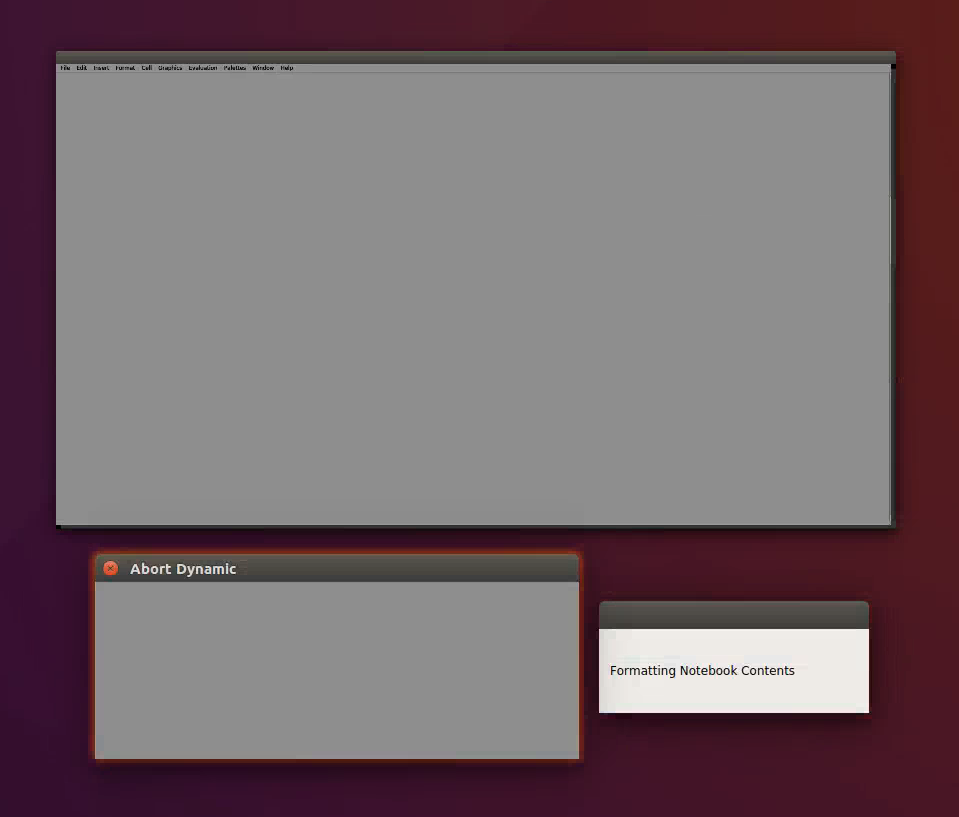 File Edit Insert Format Cell Graphics Evaluation Palettes Window Help
Abort Dynamic
Formatting Notebook Contents